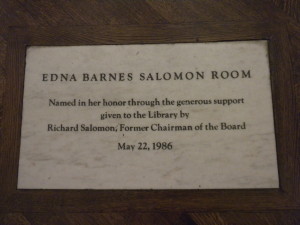 EDNA BARNES SALOMON ROOM
Named in her honor through the generous support
given to the Library by
Richard Salomon, Former Chairman of the Board
May 22, 1986